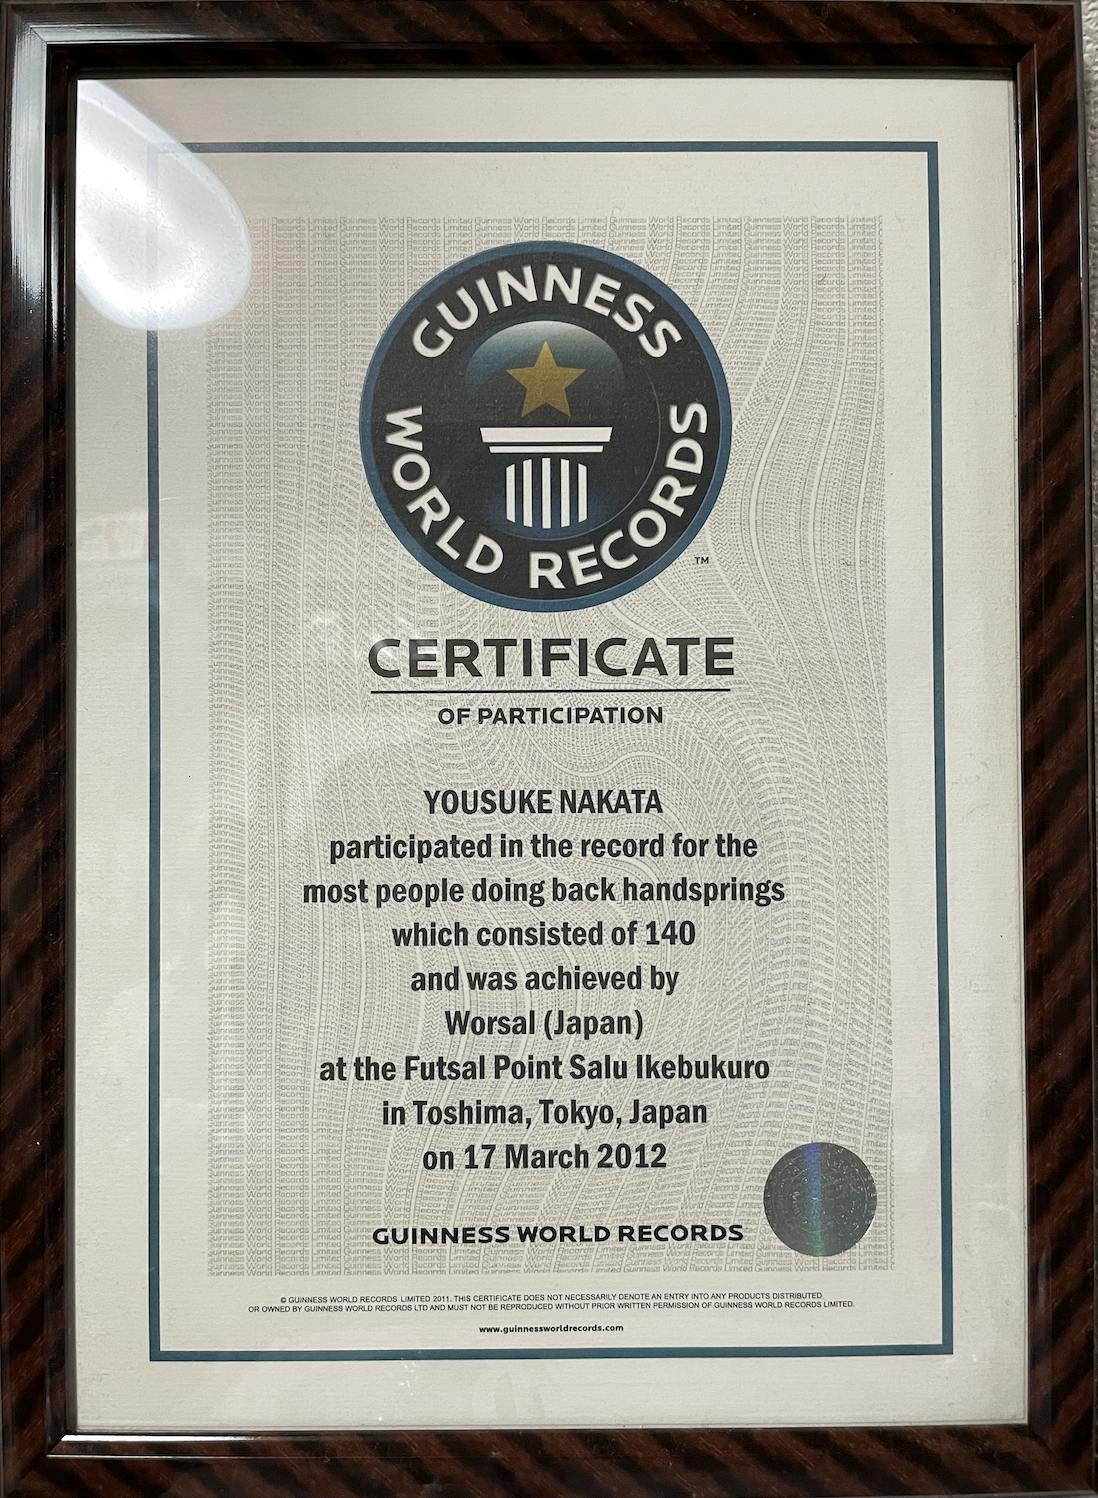 GUINNESS
WORLD RECORDS
TM
CERTIFICATE
OF PARTICIPATION
YOUSUKE NAKATA
participated in the record for the
most people doing back handsprings
which consisted of 140
and was achieved by
Worsal (Japan)
at the Futsal Point Salu Ikebukuro
in Toshima, Tokyo, Japan
on 17 March 2012
GUINNESS WORLD RECORDS
© GUINNESS WORLD RECORDS LIMITED 2011. THIS CERTIFICATE DOES NOT NECESSARILY DENOTE AN ENTRY INTO ANY PRODUCTS DISTRIBUTED
OR OWNED BY GUINNESS WORLD RECORDS LTD AND MUST NOT BE REPRODUCED WITHOUT PRIOR WRITTEN PERMISSION OF GUINNESS WORLD RECORDS LIMITED.
www.guinnessworldrecords.com